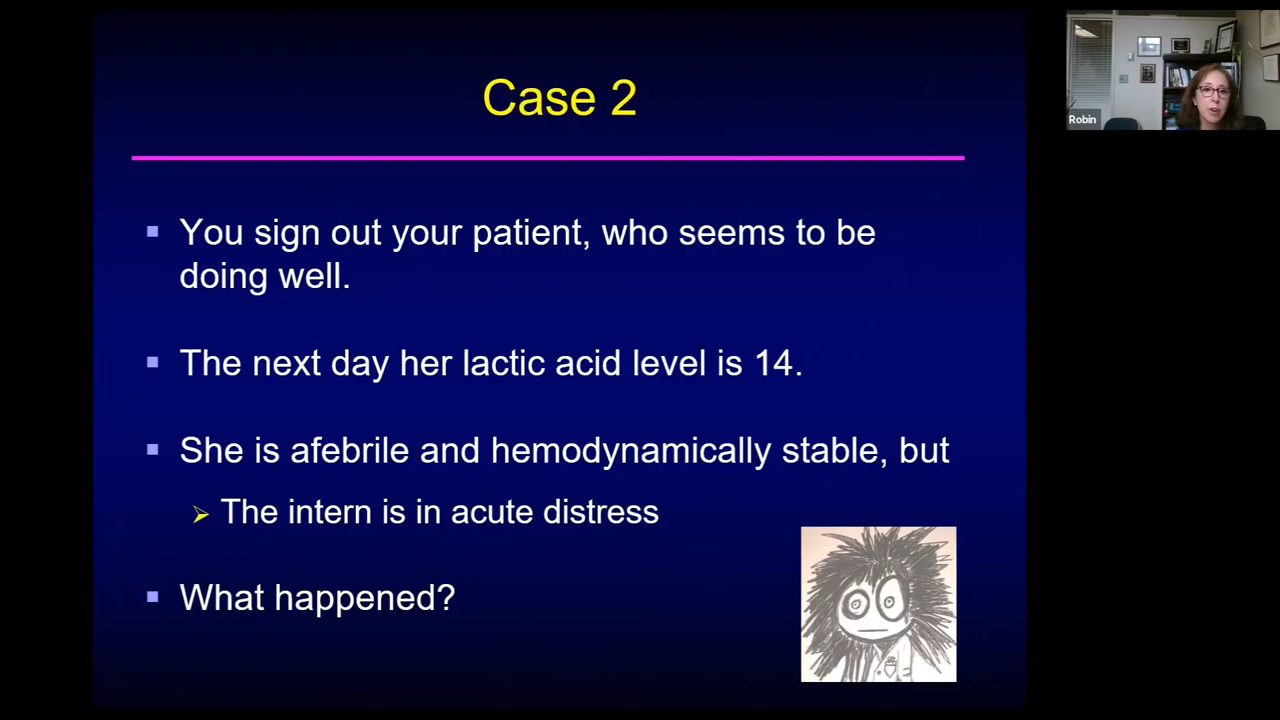 Case 2
Robin
You sign out your patient, who seems to be
doing well.
The next day her lactic acid level is 14.
She is afebrile and hemodynamically stable, but
The intern is in acute distress
What happened?